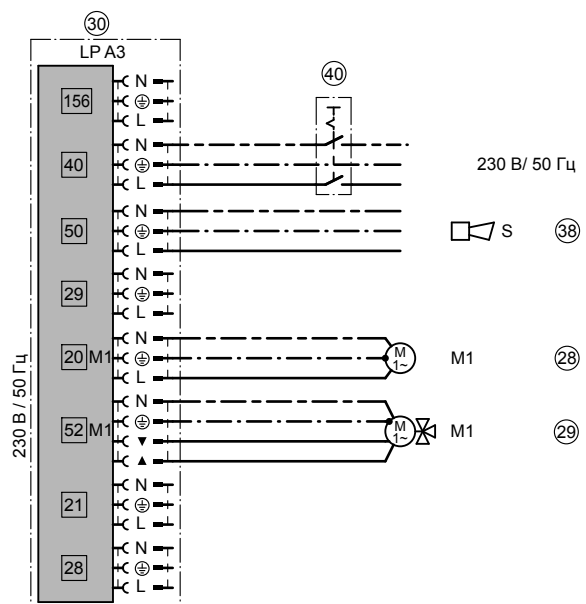 30
LP A3
40
156
N
L
40
N
L
230 В/ 50 Гц
50
N
L
S
38
29
N
L
20 M1
N
L
M
1~
M1
28
52 M1
N
▼
▲
M
1~
M1
29
21
N
L
28
N
L
230 В / 50 Гц